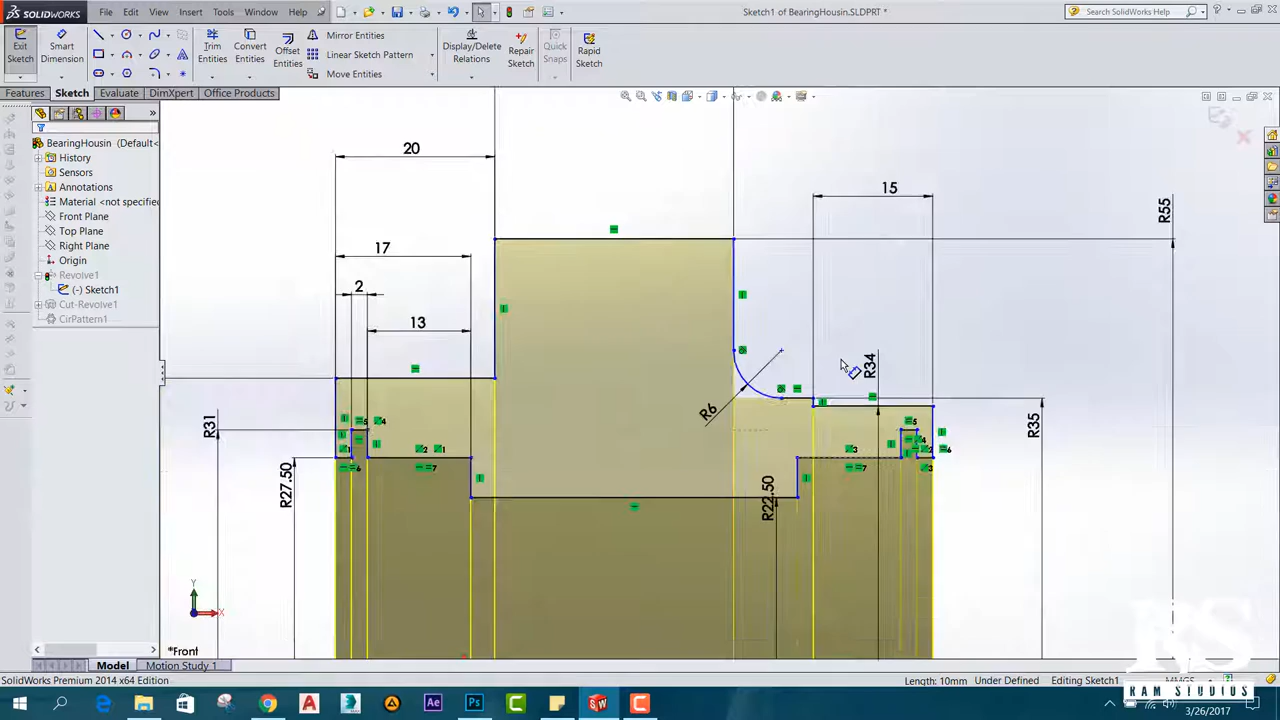 SOLIDWORKS File Edit View Insert Tools Window Help Sketch1 of BearingHousin.SLDPRT * Search SolidWorks Help
Exit Sketch Smart Dimension Trim Entities Convert Entities Offset Entities Mirror Entities Linear Sketch Pattern Move Entities Display/Delete Relations Repair Sketch Quick Snaps Rapid Sketch
Features Sketch Evaluate DimXpert Office Products
BearingHousin (Default<
History
Sensors
Annotations
Material <not specified
Front Plane
Top Plane
Right Plane
Origin
Revolve1
(-) Sketch1
Cut-Revolve1
CirPattern1
20
15
R55
17
2
13
R34
R6
R31
R35
R27.50
R22.50
Y
X
*Front
Model Motion Study 1
SolidWorks Premium 2014 x64 Edition Length: 10mm Under Defined Editing Sketch1
RS
RAM STUDIOS
3/26/2017